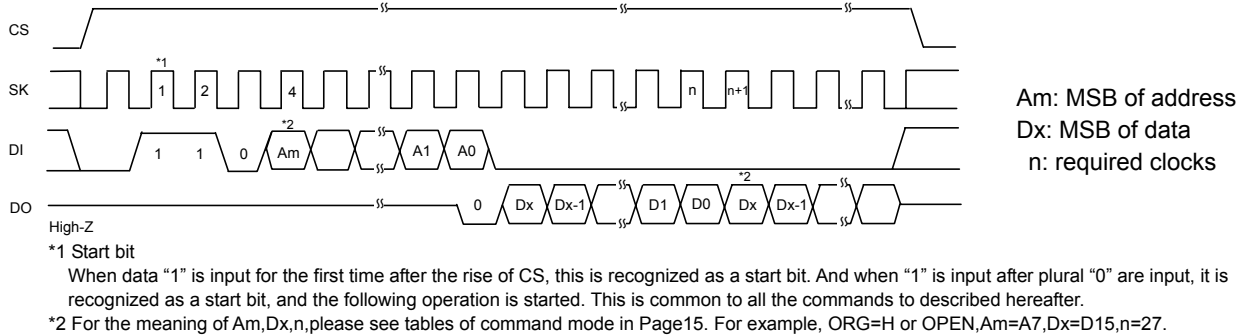 CS
*1
SK 1 2 4 n n+1
*2
DI 1 1 0 Am A1 A0
*2
DO 0 Dx Dx-1 D1 D0 Dx Dx-1
High-Z
Am: MSB of address
Dx: MSB of data
n: required clocks
*1 Start bit
When data “1” is input for the first time after the rise of CS, this is recognized as a start bit. And when “1” is input after plural “0” are input, it is
recognized as a start bit, and the following operation is started. This is common to all the commands to described hereafter.
*2 For the meaning of Am,Dx,n,please see tables of command mode in Page15. For example, ORG=H or OPEN,Am=A7,Dx=D15,n=27.